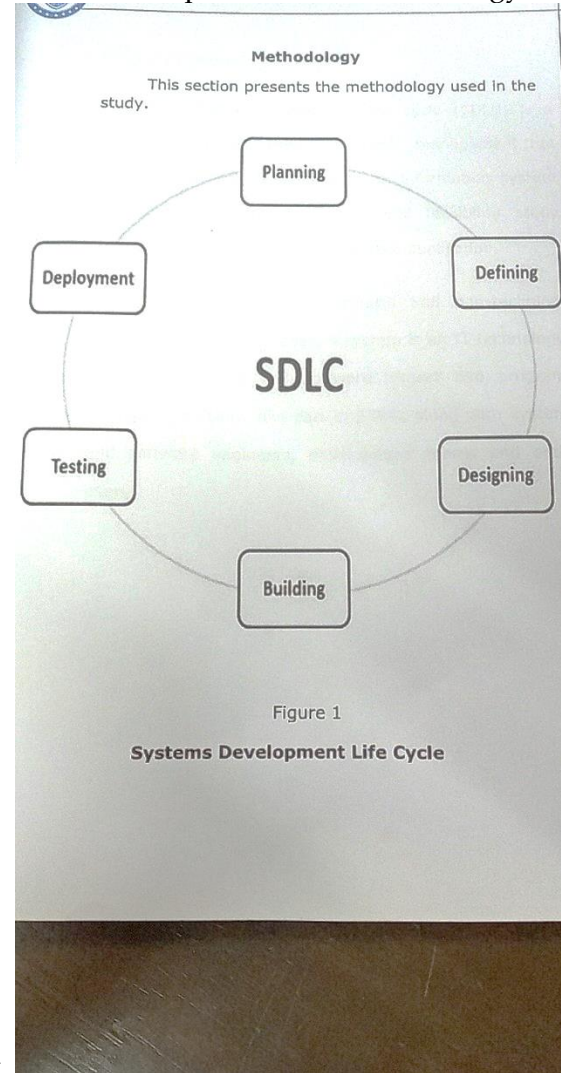 Methodology
This section presents the methodology used in the
study.
Planning
Deployment
Defining
SDLC
Testing
Designing
Building
Figure 1
Systems Development Life Cycle